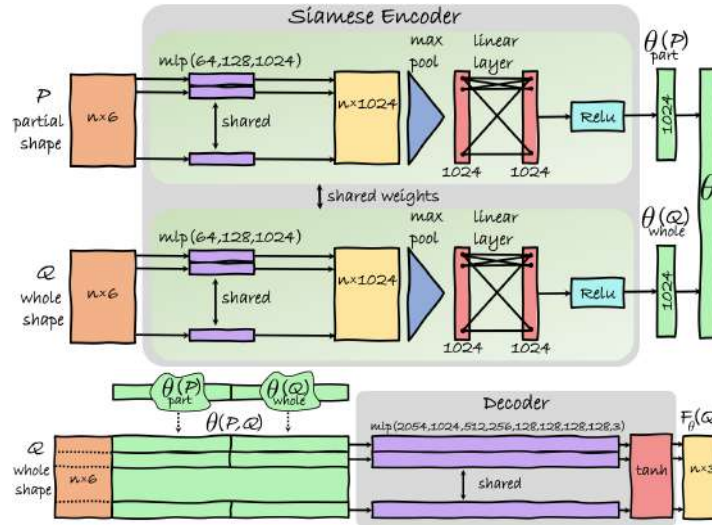 Siamese Encoder
mlp(64,128,1024)
max pool
linear layer
θ(P) part
P partial shape
n×6
shared
n×1024
1024
1024
Relu
1024
θ
shared weights
mlp(64,128,1024)
max pool
linear layer
θ(Q) whole
Q whole shape
n×6
shared
n×1024
1024
1024
Relu
1024
θ(P) part
θ(Q) whole
θ(P,Q)
Decoder
mlp(2054,1024,512,256,128,128,128,128,3)
Fθ(Q
Q whole shape
n×6
shared
tanh
n×3